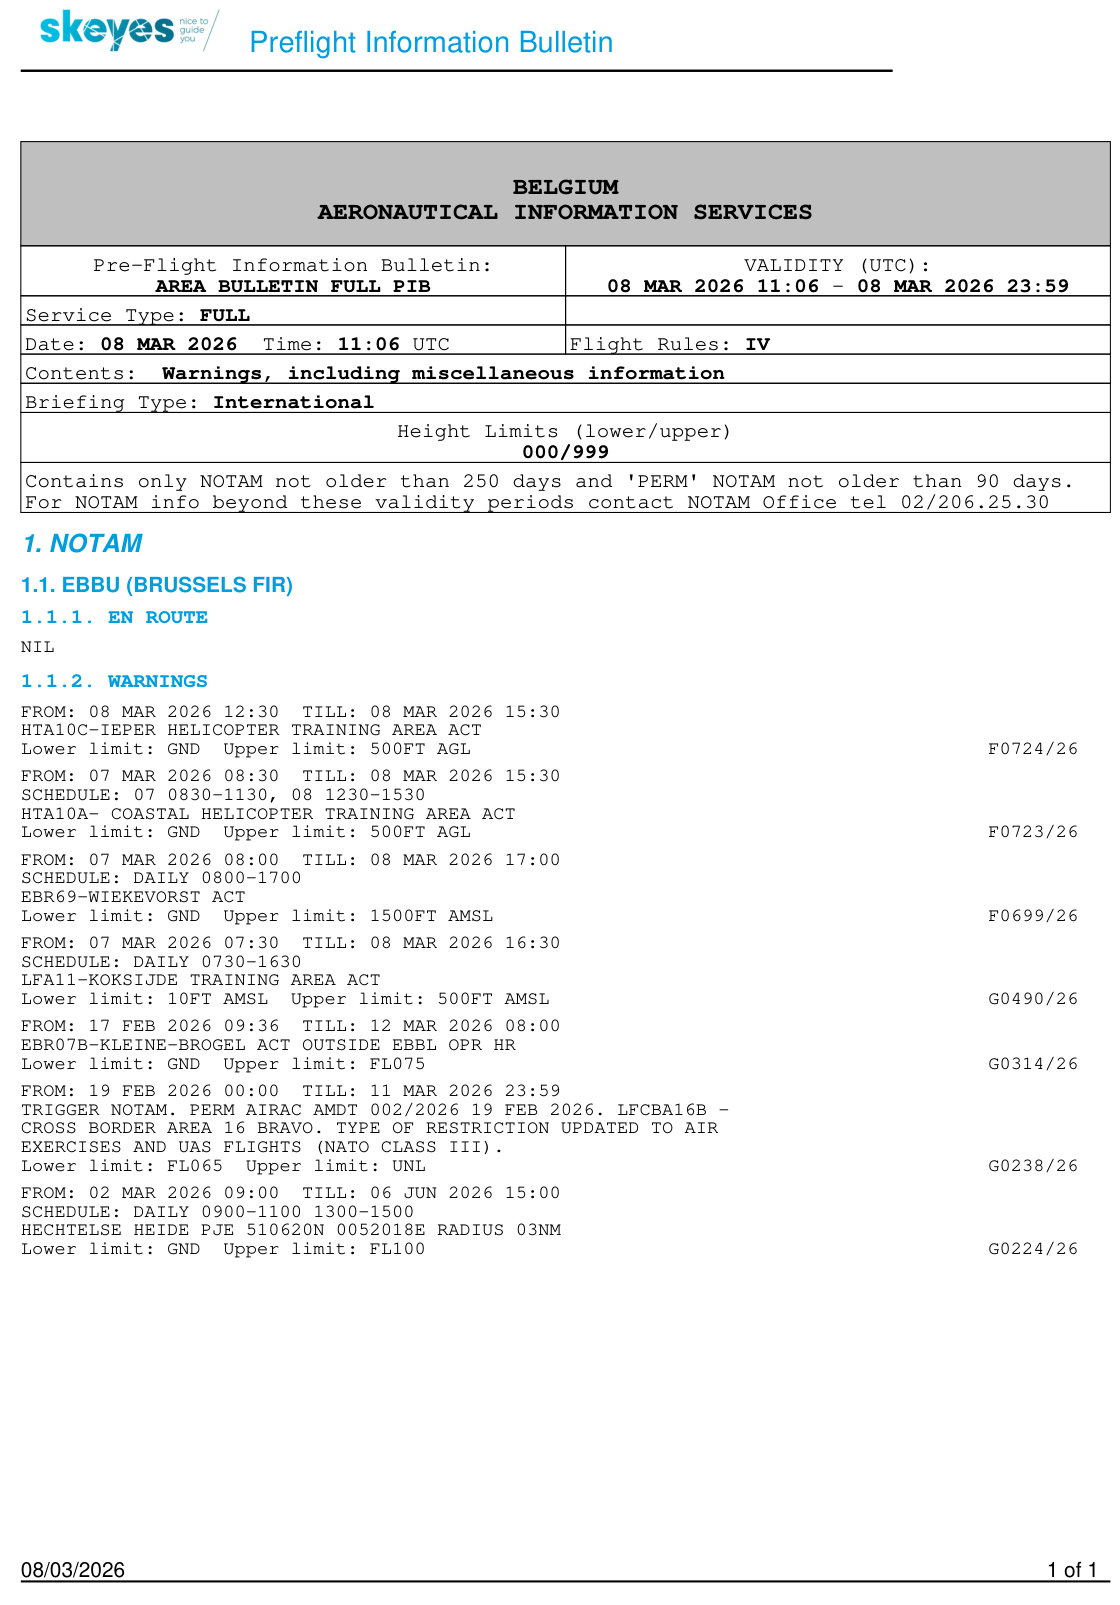 skeyes nice to
guide
you
Preflight Information Bulletin
BELGIUM
AERONAUTICAL INFORMATION SERVICES
Pre-Flight Information Bulletin:
AREA BULLETIN FULL PIB
VALIDITY (UTC):
08 MAR 2026 11:06 - 08 MAR 2026 23:59
Service Type: FULL
Date: 08 MAR 2026 Time: 11:06 UTC
Flight Rules: IV
Contents: Warnings, including miscellaneous information
Briefing Type: International
Height Limits (lower/upper)
000/999
Contains only NOTAM not older than 250 days and 'PERM' NOTAM not older than 90 days.
For NOTAM info beyond these validity periods contact NOTAM Office tel 02/206.25.30
1. NOTAM
1.1. EBBU (BRUSSELS FIR)
1.1.1. EN ROUTE
NIL
1.1.2. WARNINGS
FROM: 08 MAR 2026 12:30 TILL: 08 MAR 2026 15:30
HTA10C-IEPER HELICOPTER TRAINING AREA ACT
Lower limit: GND Upper limit: 500FT AGL F0724/26
FROM: 07 MAR 2026 08:30 TILL: 08 MAR 2026 15:30
SCHEDULE: 07 0830-1130, 08 1230-1530
HTA10A- COASTAL HELICOPTER TRAINING AREA ACT
Lower limit: GND Upper limit: 500FT AGL F0723/26
FROM: 07 MAR 2026 08:00 TILL: 08 MAR 2026 17:00
SCHEDULE: DAILY 0800-1700
EBR69-WIEKEVORST ACT
Lower limit: GND Upper limit: 1500FT AMSL F0699/26
FROM: 07 MAR 2026 07:30 TILL: 08 MAR 2026 16:30
SCHEDULE: DAILY 0730-1630
LFA11-KOKSIJDE TRAINING AREA ACT
Lower limit: 10FT AMSL Upper limit: 500FT AMSL G0490/26
FROM: 17 FEB 2026 09:36 TILL: 12 MAR 2026 08:00
EBR07B-KLEINE-BROGEL ACT OUTSIDE EBBL OPR HR
Lower limit: GND Upper limit: FL075 G0314/26
FROM: 19 FEB 2026 00:00 TILL: 11 MAR 2026 23:59
TRIGGER NOTAM. PERM AIRAC AMDT 002/2026 19 FEB 2026. LFCBA16B -
CROSS BORDER AREA 16 BRAVO. TYPE OF RESTRICTION UPDATED TO AIR
EXERCISES AND UAS FLIGHTS (NATO CLASS III).
Lower limit: FL065 Upper limit: UNL G0238/26
FROM: 02 MAR 2026 09:00 TILL: 06 JUN 2026 15:00
SCHEDULE: DAILY 0900-1100 1300-1500
HECHTELSE HEIDE PJE 510620N 0052018E RADIUS 03NM
Lower limit: GND Upper limit: FL100 G0224/26
08/03/2026 1 of 1